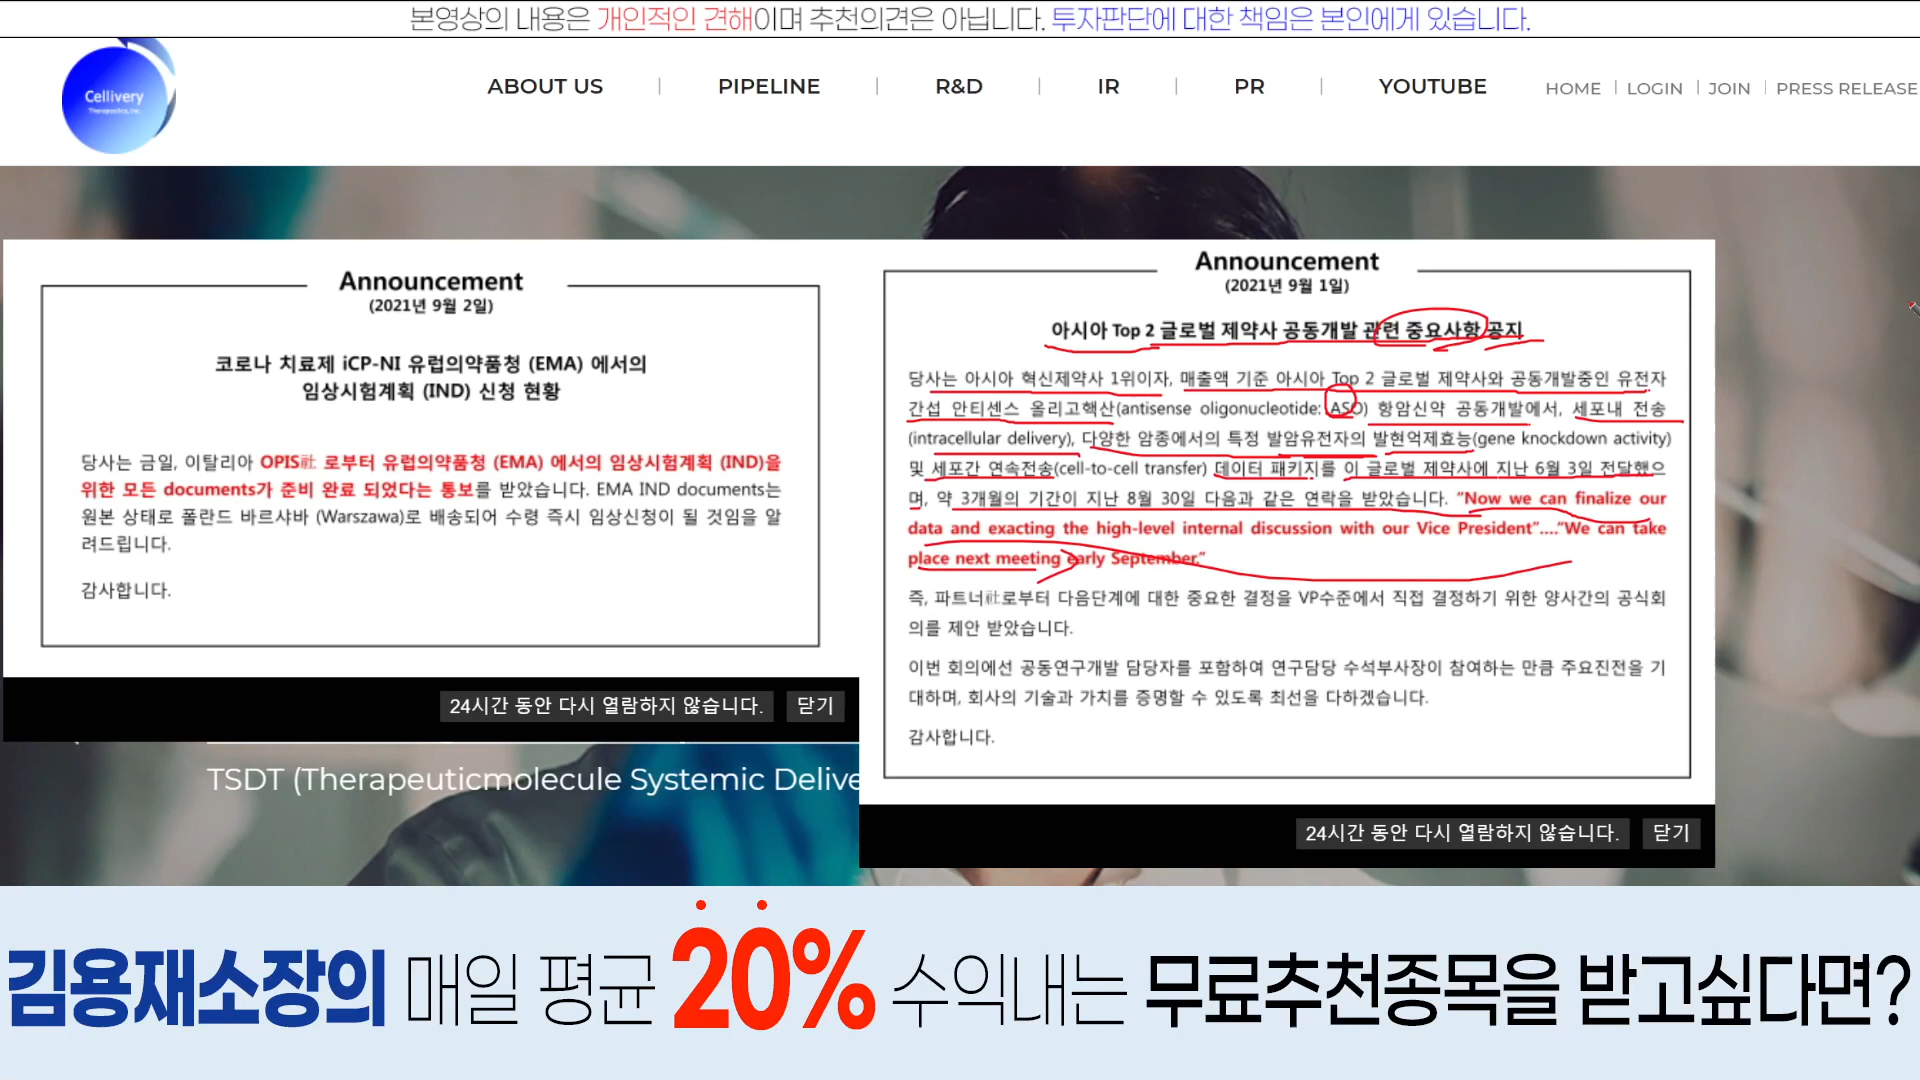 본영상의 내용은 개인적인 견해이며 추천의견은 아닙니다. 투자판단에 대한 책임은 본인에게 있습니다.
Cellivery
Therapeutics, Inc.
ABOUT US | PIPELINE | R&D | IR | PR | YOUTUBE
HOME | LOGIN | JOIN | PRESS RELEASE
Announcement
(2021년 9월 2일)
코로나 치료제 iCP-NI 유럽의약품청 (EMA) 에서의
임상시험계획 (IND) 신청 현황
당사는 금일, 이탈리아 OPIS社 로부터 유럽의약품청 (EMA) 에서의 임상시험계획 (IND)을
위한 모든 documents가 준비 완료 되었다는 통보를 받았습니다. EMA IND documents는
원본 상태로 폴란드 바르샤바 (Warszawa)로 배송되어 수령 즉시 임상신청이 될 것임을 알
려드립니다.
감사합니다.
24시간 동안 다시 열람하지 않습니다. 닫기
Announcement
(2021년 9월 1일)
아시아 Top 2 글로벌 제약사 공동개발 관련 중요사항 공지
당사는 아시아 혁신제약사 1위이자, 매출액 기준 아시아 Top 2 글로벌 제약사와 공동개발중인 유전자
간섭 안티센스 올리고핵산(antisense oligonucleotide: ASO) 항암신약 공동개발에서, 세포내 전송
(intracellular delivery), 다양한 암종에서의 특정 발암유전자의 발현억제효능(gene knockdown activity)
및 세포간 연속전송(cell-to-cell transfer) 데이터 패키지를 이 글로벌 제약사에 지난 6월 3일 전달했으
며, 약 3개월의 기간이 지난 8월 30일 다음과 같은 연락을 받았습니다. "Now we can finalize our
data and exacting the high-level internal discussion with our Vice President"...."We can take
place next meeting early September."
즉, 파트너社로부터 다음단계에 대한 중요한 결정을 VP수준에서 직접 결정하기 위한 양사간의 공식회
의를 제안 받았습니다.
이번 회의에선 공동연구개발 담당자를 포함하여 연구담당 수석부사장이 참여하는 만큼 주요진전을 기
대하며, 회사의 기술과 가치를 증명할 수 있도록 최선을 다하겠습니다.
감사합니다.
24시간 동안 다시 열람하지 않습니다. 닫기
TSDT (Therapeuticmolecule Systemic Delive
김용재소장의 매일 평균 20% 수익내는 무료추천종목을 받고싶다면?